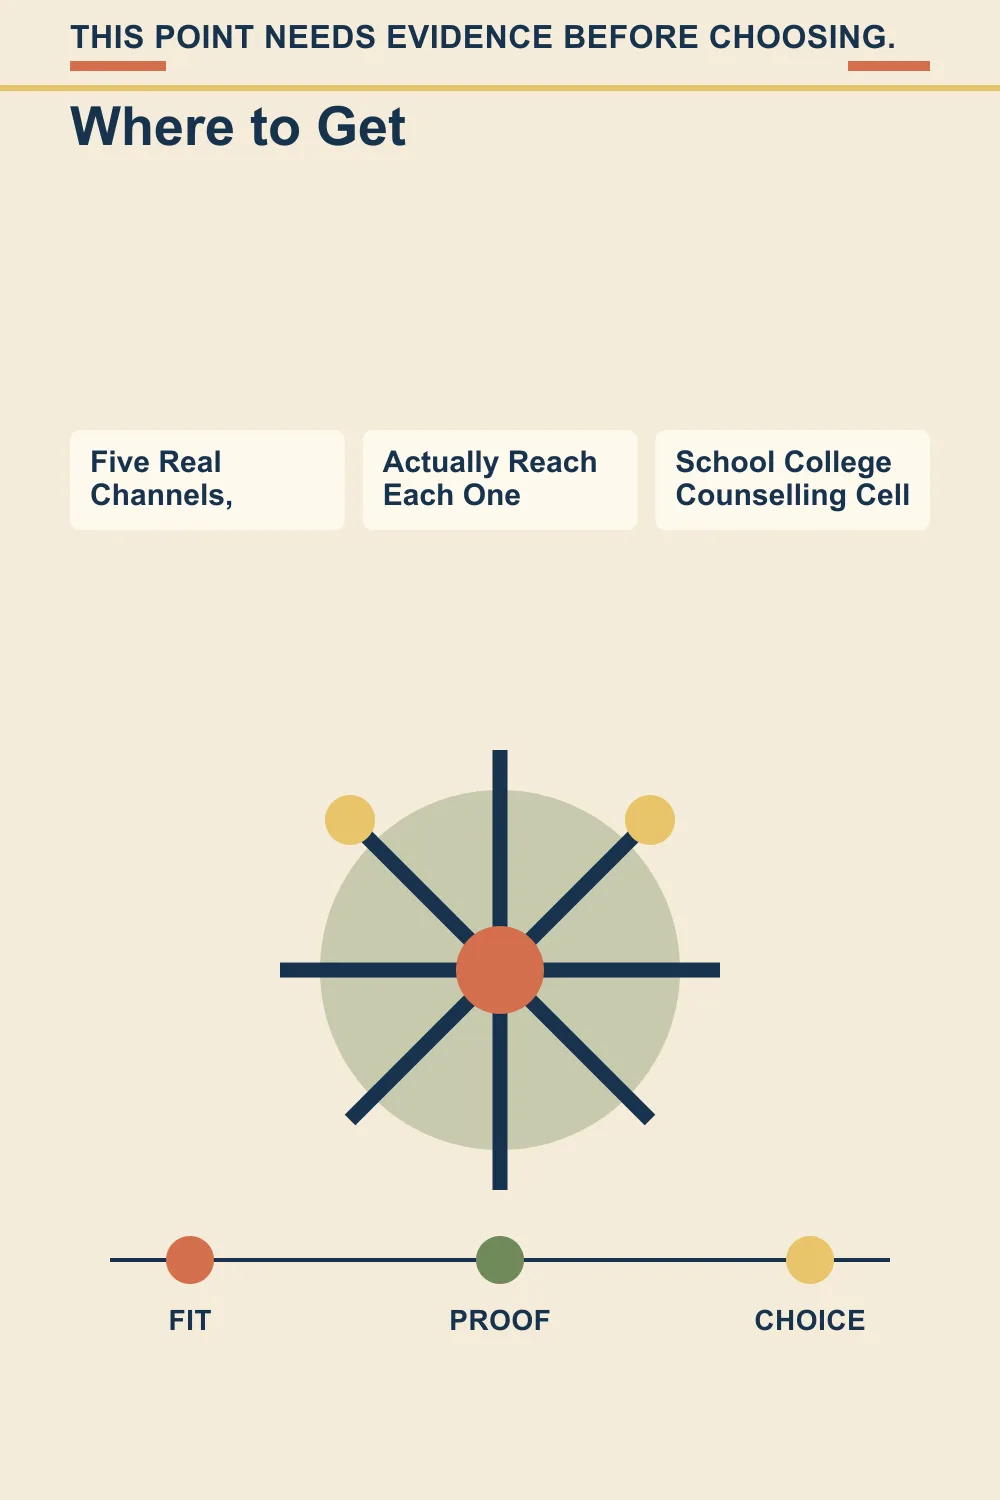 THIS POINT NEEDS EVIDENCE BEFORE CHOOSING.
Where to Get
Five Real
Channels,
Actually Reach
Each One
School College
Counselling Cell
FIT
PROOF
CHOICE